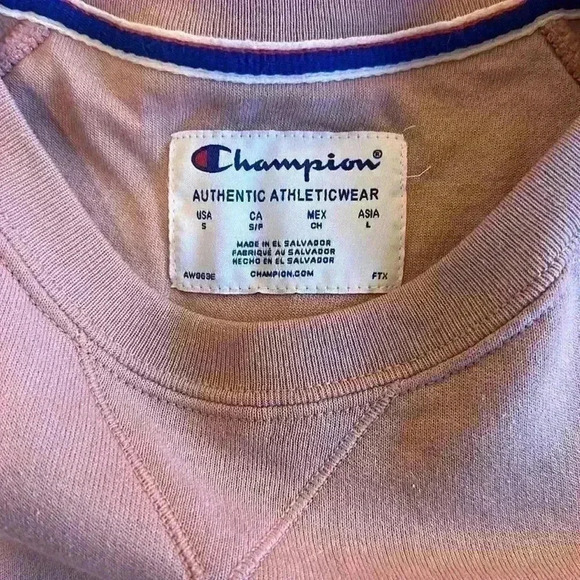 Champion®
AUTHENTIC ATHLETICWEAR
USA CA MEX ASIA
S S/P CH L
MADE IN EL SALVADOR
FABRIQUÉ AU SALVADOR
HECHO EN EL SALVADOR
AW963E CHAMPION.COM FTX